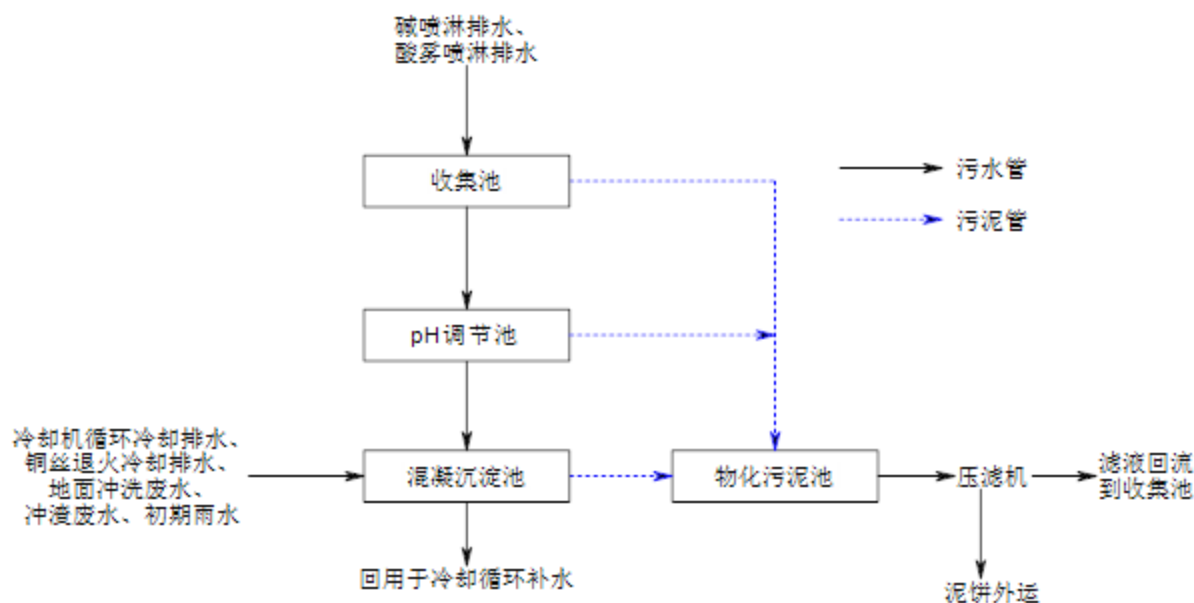 碱喷淋排水、
酸雾喷淋排水
收集池
污水管
污泥管
pH调节池
冷却机循环冷却排水、
铜丝退火冷却排水、
地面冲洗废水、
冲渣废水、初期雨水
混凝沉淀池
物化污泥池
压滤机
滤液回流
到收集池
回用于冷却循环补水
泥饼外运